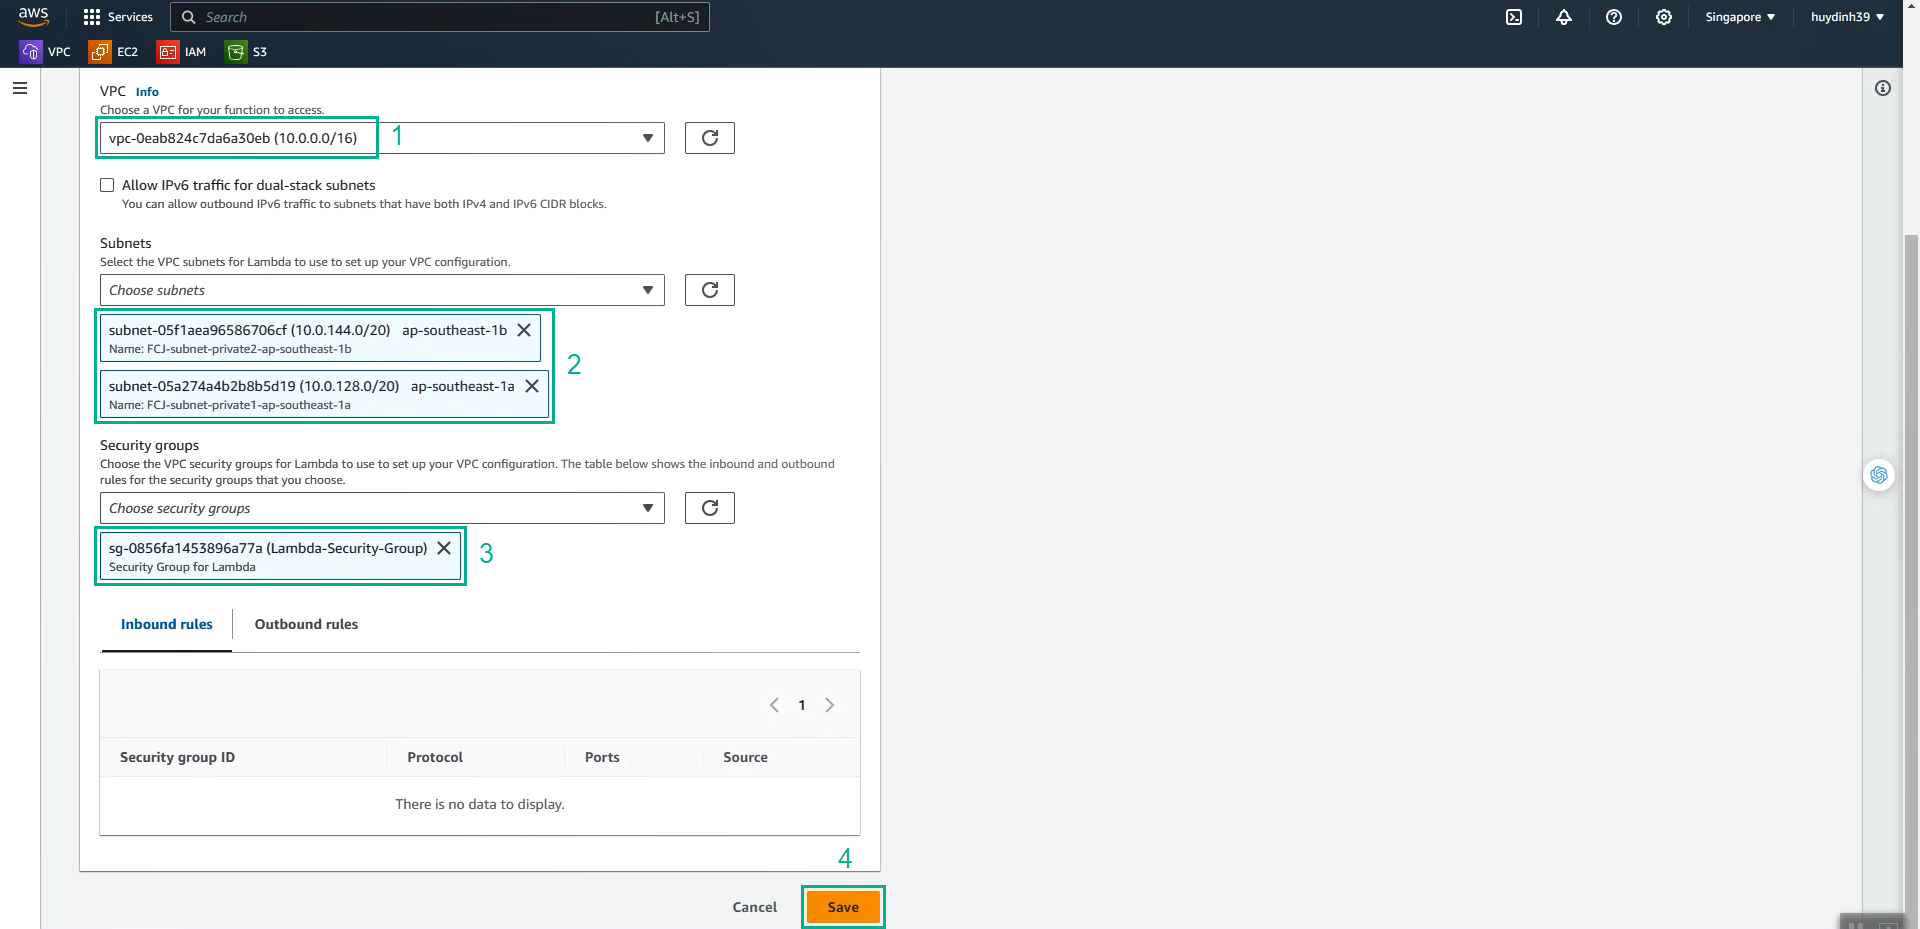 aws
Services
Search
[Alt+S]
Singapore
huydinh39
VPC
EC2
IAM
S3
VPC Info
Choose a VPC for your function to access.
vpc-0eab824c7da6a30eb (10.0.0.0/16)
1
Allow IPv6 traffic for dual-stack subnets
You can allow outbound IPv6 traffic to subnets that have both IPv4 and IPv6 CIDR blocks.
Subnets
Select the VPC subnets for Lambda to use to set up your VPC configuration.
Choose subnets
subnet-05f1aea96586706cf (10.0.144.0/20) ap-southeast-1b
Name: FCJ-subnet-private2-ap-southeast-1b
2
subnet-05a274a4b2b8b5d19 (10.0.128.0/20) ap-southeast-1a
Name: FCJ-subnet-private1-ap-southeast-1a
Security groups
Choose the VPC security groups for Lambda to use to set up your VPC configuration. The table below shows the inbound and outbound
rules for the security groups that you choose.
Choose security groups
sg-0856fa1453896a77a (Lambda-Security-Group)
Security Group for Lambda
3
Inbound rules
Outbound rules
1
Security group ID
Protocol
Ports
Source
There is no data to display.
4
Cancel
Save